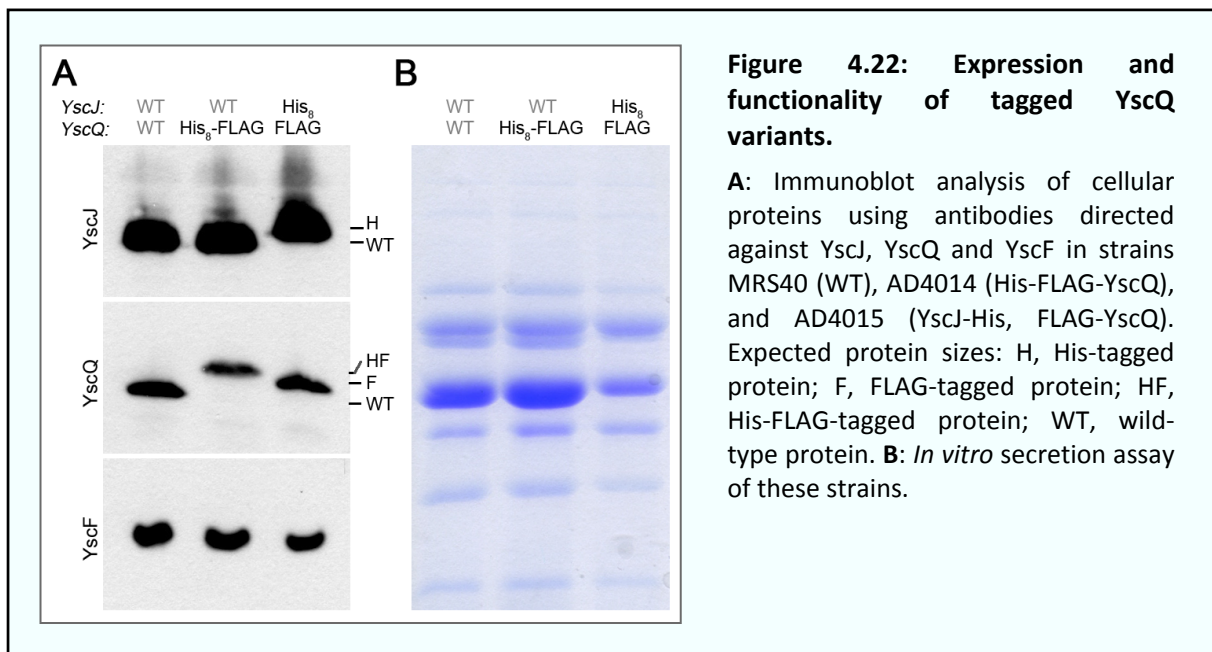 A
B
YscJ: WT WT His8
YscQ: WT His8-FLAG FLAG
WT WT His8
WT His8-FLAG FLAG
YscJ
H
WT
YscQ
HF
F
WT
YscF
Figure 4.22: Expression and
functionality of tagged YscQ
variants.
A: Immunoblot analysis of cellular
proteins using antibodies directed
against YscJ, YscQ and YscF in strains
MRS40 (WT), AD4014 (His-FLAG-YscQ),
and AD4015 (YscJ-His, FLAG-YscQ).
Expected protein sizes: H, His-tagged
protein; F, FLAG-tagged protein; HF,
His-FLAG-tagged protein; WT, wild-
type protein. B: In vitro secretion assay
of these strains.